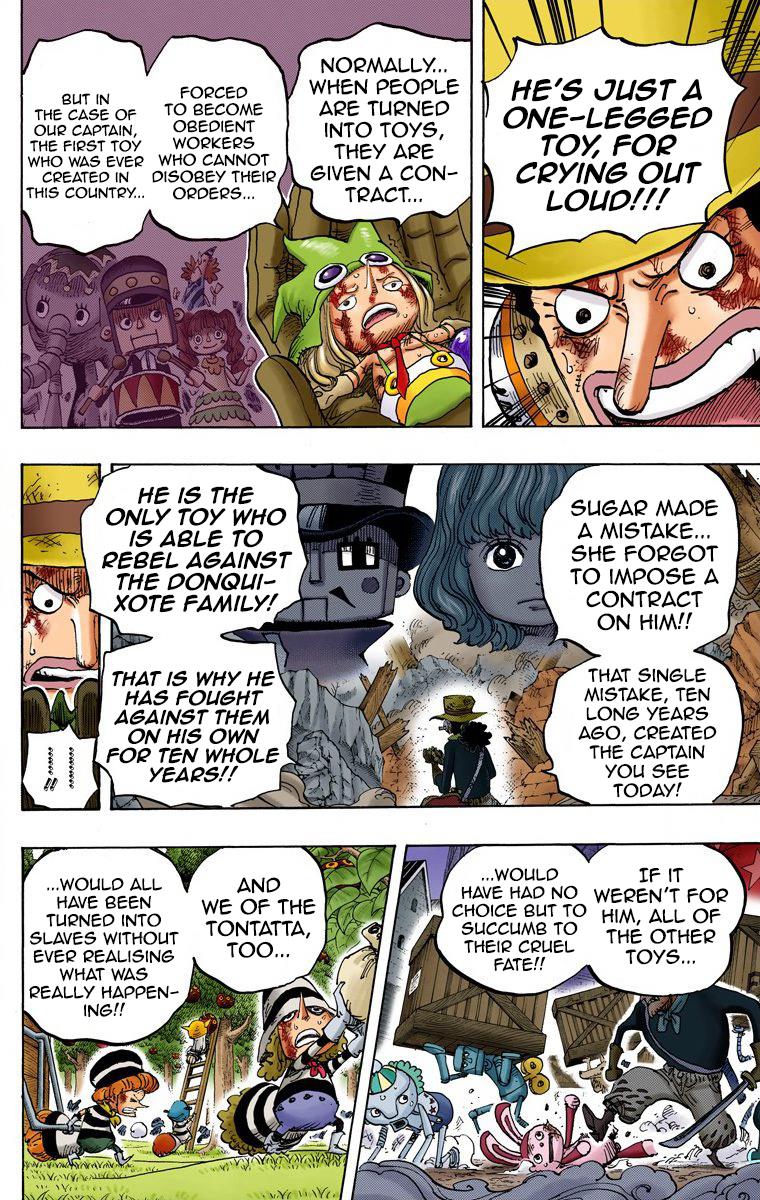 HE'S JUST A
ONE-LEGGED
TOY, FOR
CRYING OUT
LOUD!!!
NORMALLY...
WHEN PEOPLE
ARE TURNED
INTO TOYS,
THEY ARE
GIVEN A CON-
TRACT...
FORCED
TO BECOME
OBEDIENT
WORKERS
WHO CANNOT
DISOBEY THEIR
ORDERS...
BUT IN
THE CASE OF
OUR CAPTAIN,
THE FIRST TOY
WHO WAS EVER
CREATED IN
THIS COUNTRY...
SUGAR MADE
A MISTAKE...
SHE FORGOT
TO IMPOSE A
CONTRACT
ON HIM!!
THAT SINGLE
MISTAKE, TEN
LONG YEARS
AGO, CREATED
THE CAPTAIN
YOU SEE
TODAY!
HE IS THE
ONLY TOY WHO
IS ABLE TO
REBEL AGAINST
THE DONQUI-
XOTE FAMILY!
THAT IS WHY HE
HAS FOUGHT
AGAINST THEM
ON HIS OWN
FOR TEN WHOLE
YEARS!!
.........!!
IF IT
WEREN'T FOR
HIM, ALL OF
THE OTHER
TOYS...
...WOULD
HAVE HAD NO
CHOICE BUT TO
SUCCUMB TO
THEIR CRUEL
FATE!!
AND
WE OF THE
TONTATTA,
TOO...
...WOULD ALL
HAVE BEEN
TURNED INTO
SLAVES WITHOUT
EVER REALISING
WHAT WAS
REALLY HAPPEN-
ING!!